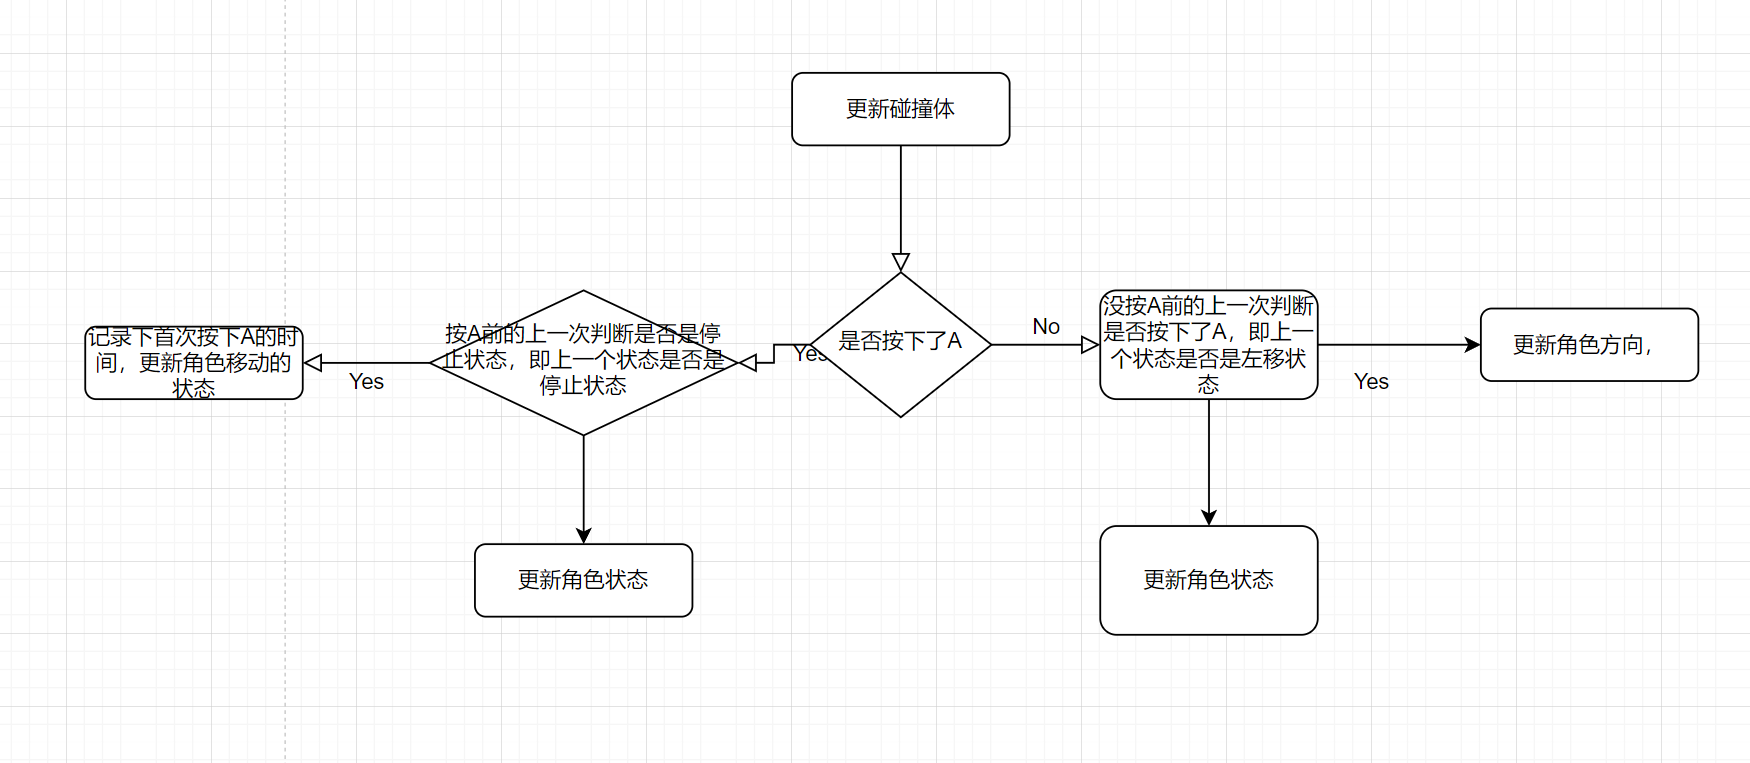 更新碰撞体
记录下首次按下A的时
间，更新角色移动的
状态
Yes
按A前的上一次判断是否是停
止状态，即上一个状态是否是
停止状态
Yes
是否按下了A
No
没按A前的上一次判断
是否按下了A，即上一
个状态是否是左移状
态
Yes
更新角色方向，
更新角色状态
更新角色状态